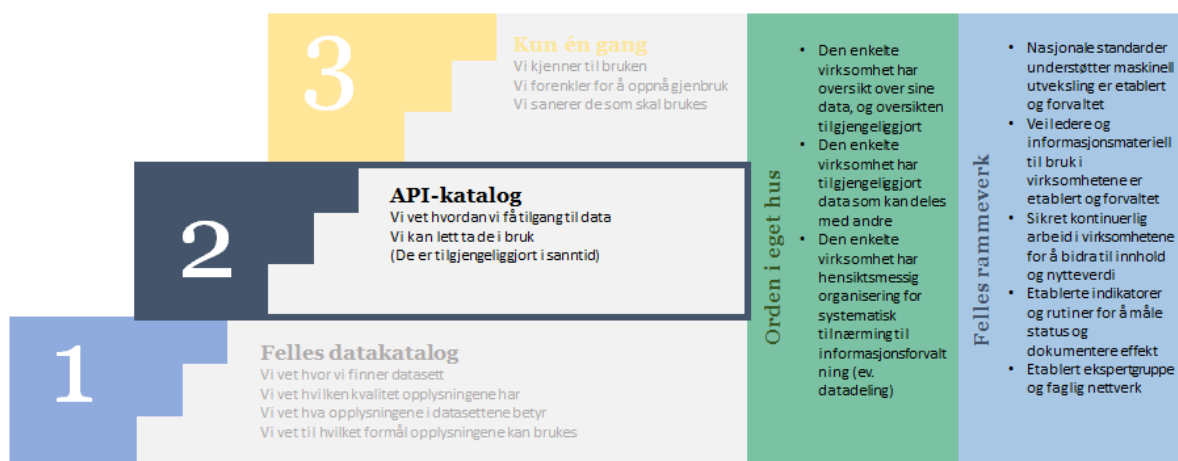 3
Kun én gang
Vi kjenner til bruken
Vi forenkler for å oppnå gjenbruk
Vi sanerer de som skal brukes
2
API-katalog
Vi vet hvordan vi få tilgang til data
Vi kan lett ta de i bruk
(De er tilgjengeliggjort i sanntid)
1
Felles datakatalog
Vi vet hvor vi finner datasett
Vi vet hvilken kvalitet opplysningene har
Vi vet hva opplysningene i datasettene betyr
Vi vet til hvilket formål opplysningene kan brukes
Orden i eget hus
• Den enkelte
virksomhet har
oversikt over sine
data, og oversikten
tilgjengeliggjort
• Den enkelte
virksomhet har
tilgjengeliggjort
data som kan deles
med andre
• Den enkelte
virksomhet har
hensiktsmessig
organisering for
systematisk
tilnærming til
informasjonsforvalt
ning (ev.
datadeling)
Felles rammeverk
• Nasjonale standarder
understøtter maskinell
utveksling er etablert
og forvaltet
• Veiledere og
informasjonsmateriell
til bruk i
virksomhetene er
etablert og forvaltet
• Sikret kontinuerlig
arbeid i virksomhetene
for å bidra til innhold
og nytteverdi
• Etablerte indikatorer
og rutiner for å måle
status og
dokumentere effekt
• Etablert ekspertgruppe
og faglig nettverk